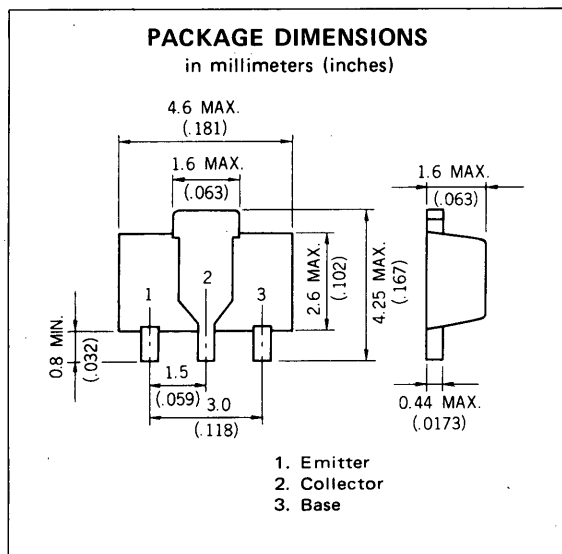 PACKAGE DIMENSIONS
in millimeters (inches)
4.6 MAX.
(.181)
1.6 MAX.
(.063)
1.6 MAX.
(.063)
1
2
3
2.6 MAX.
(.102)
4.25 MAX.
(.167)
0.8 MIN.
(.032)
1.5
(.059)
3.0
(.118)
0.44 MAX.
(.0173)
1. Emitter
2. Collector
3. Base